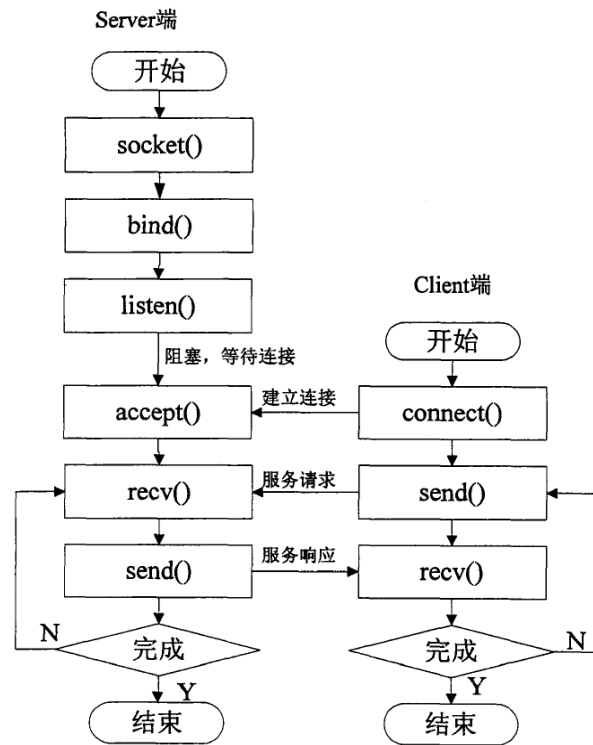 Server端
开始
socket()
bind()
listen()
阻塞，等待连接
accept()
recv()
send()
N
完成
Y
结束
Client端
开始
建立连接
connect()
服务请求
send()
服务响应
recv()
完成
N
Y
结束